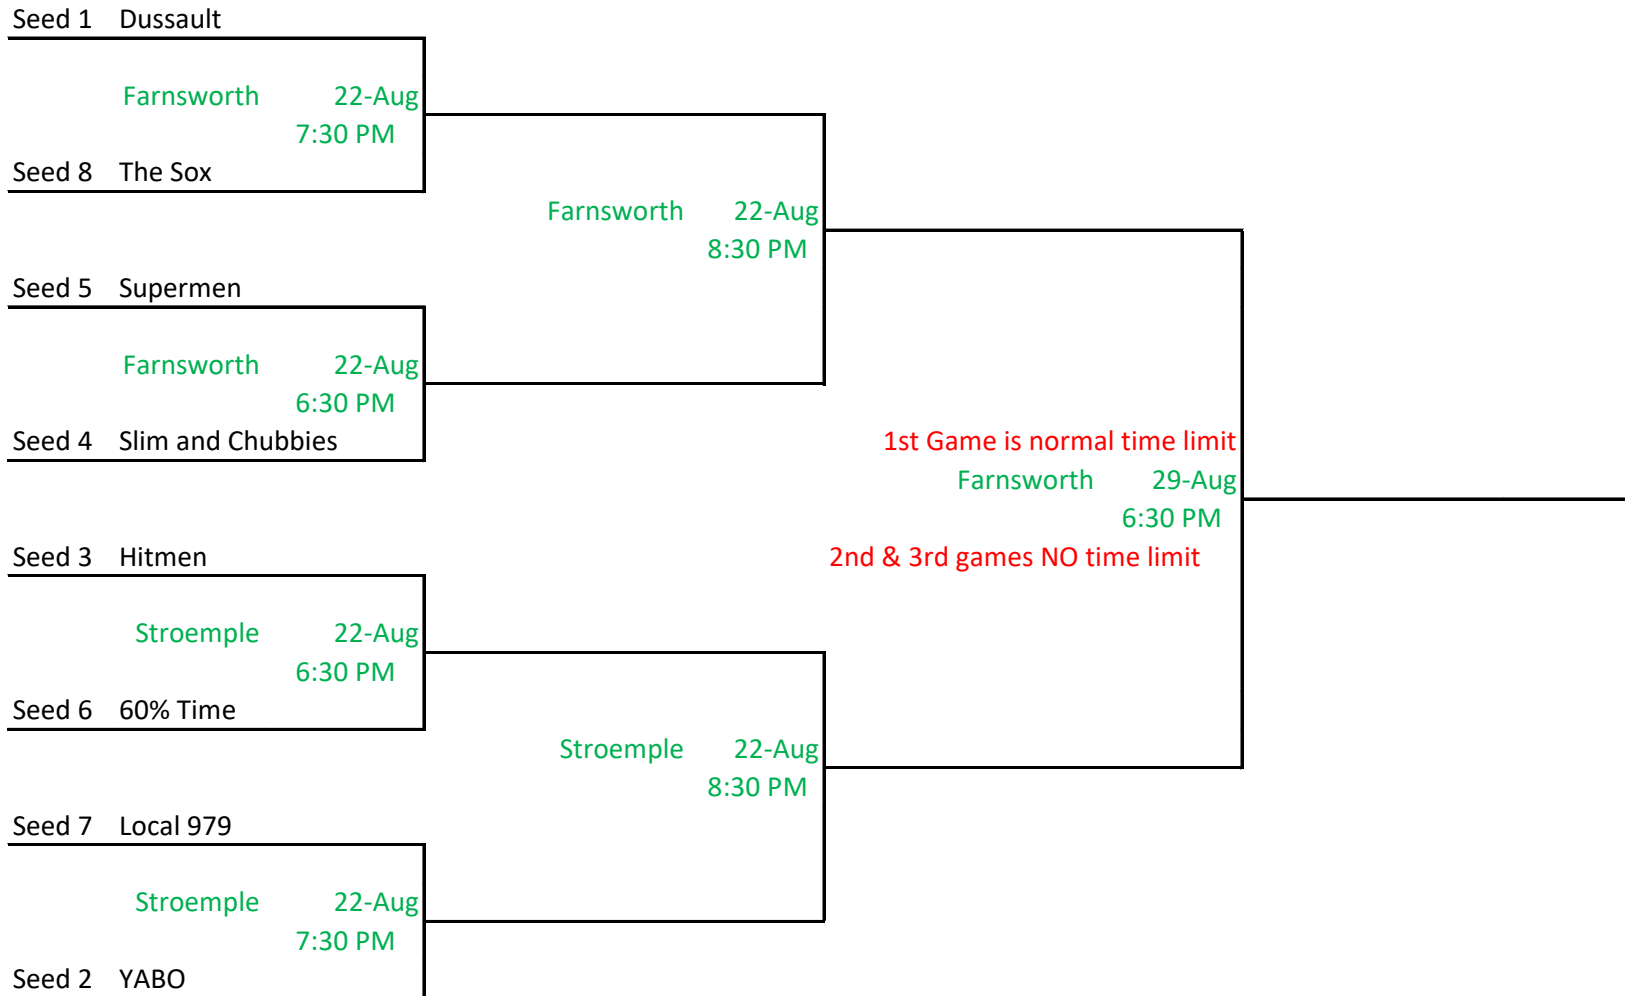 Seed 1 Dussault
Farnsworth 22-Aug
7:30 PM
Seed 8 The Sox
Farnsworth 22-Aug
8:30 PM
Seed 5 Supermen
Farnsworth 22-Aug
6:30 PM
Seed 4 Slim and Chubbies
1st Game is normal time limit
Farnsworth 29-Aug
6:30 PM
2nd & 3rd games NO time limit
Seed 3 Hitmen
Stroemple 22-Aug
6:30 PM
Seed 6 60% Time
Stroemple 22-Aug
8:30 PM
Seed 7 Local 979
Stroemple 22-Aug
7:30 PM
Seed 2 YABO